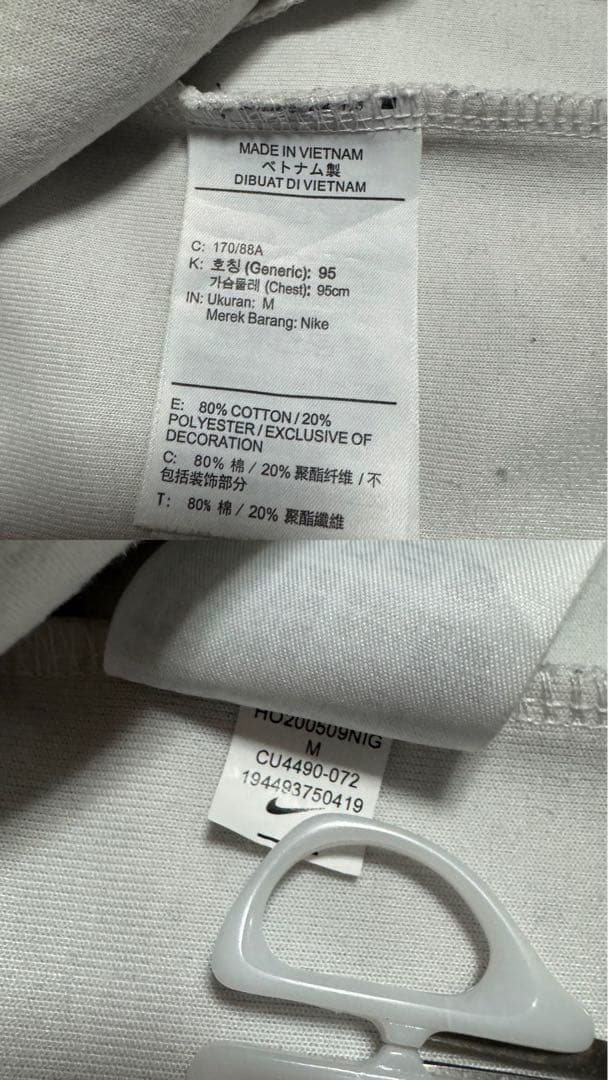 MADE IN VIETNAM
ベトナム製
DIBUAT DI VIETNAM
C: 170/88A
K: 호칭 (Generic): 95
가슴둘레 (Chest): 95cm
IN: Ukuran: M
Merek Barang: Nike
E: 80% COTTON / 20%
POLYESTER / EXCLUSIVE OF
DECORATION
C: 80% 棉 / 20% 聚酯纤维 / 不
包括装饰部分
T: 80% 棉 / 20% 聚酯纖維
HO200509NIG
M
CU4490-072
194493750419